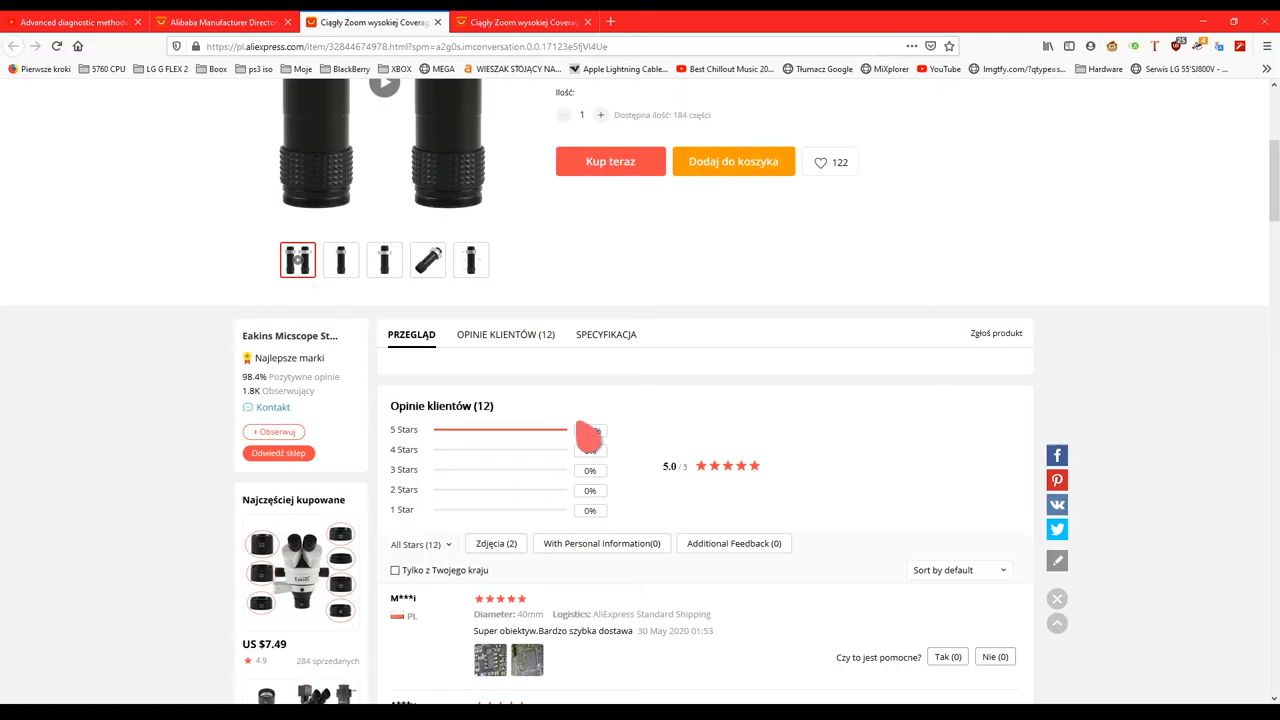 Advanced diagnostic methods
Alibaba Manufacturer Director
Ciągły Zoom wysokiej Coverag
Ciągły Zoom wysokiej Coverag
https://pl.aliexpress.com/item/32844674978.html?spm=a2g0s.imconversation.0.0.17123e5fjVl4Ue
25
4
Pierwsze kroki
5760 CPU
LG G FLEX 2
Boox
ps3 iso
Moje
BlackBerry
XBOX
MEGA
WIESZAK STOJĄCY NA...
Apple Lightning Cable...
Best Chillout Music 20...
Tłumacz Google
MiXplorer
YouTube
Imgtfy.com/?qtype=s...
Hardware
Serwis LG 55'SJ800V - ...
Ilość:
1
Dostępna ilość: 184 części
Kup teraz
Dodaj do koszyka
122
Eakins Micscope St...
Najlepsze marki
98.4% Pozytywne opinie
1.8K Obserwujący
Kontakt
+ Obserwuj
Odwiedź sklep
PRZEGLĄD
OPINIE KLIENTÓW (12)
SPECYFIKACJA
Zgłoś produkt
Opinie klientów (12)
5 Stars
4 Stars
0%
3 Stars
0%
2 Stars
0%
1 Star
0%
5.0 / 5
All Stars (12)
Zdjęcia (2)
With Personal Information(0)
Additional Feedback (0)
Tylko z Twojego kraju
Sort by default
M***i
PL
Diameter: 40mm Logistics: AliExpress Standard Shipping
Super obiektyw.Bardzo szybka dostawa 30 May 2020 01:53
Czy to jest pomocne?
Tak (0)
Nie (0)
Najczęściej kupowane
Eakins
US $7.49
4.9
284 sprzedanych